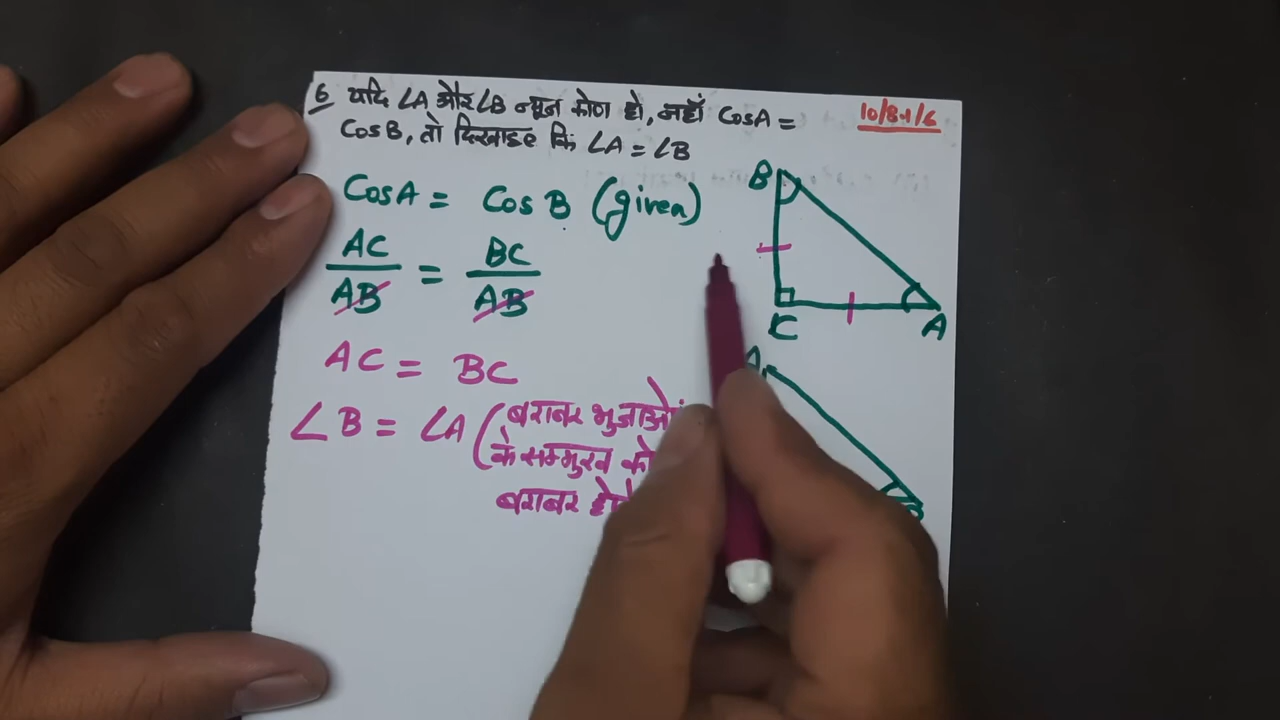 6 यदि ∠A और ∠B न्यून कोण हो, जहाँ CosA =
10/8.1/6
CosB, तो दिखाइए कि ∠A = ∠B
CosA = CosB (given)
AC/AB = BC/AB
AC = BC
∠B = ∠A (बराबर भुजाओं
के सम्मुख
बराबर
B
C
A
A
B